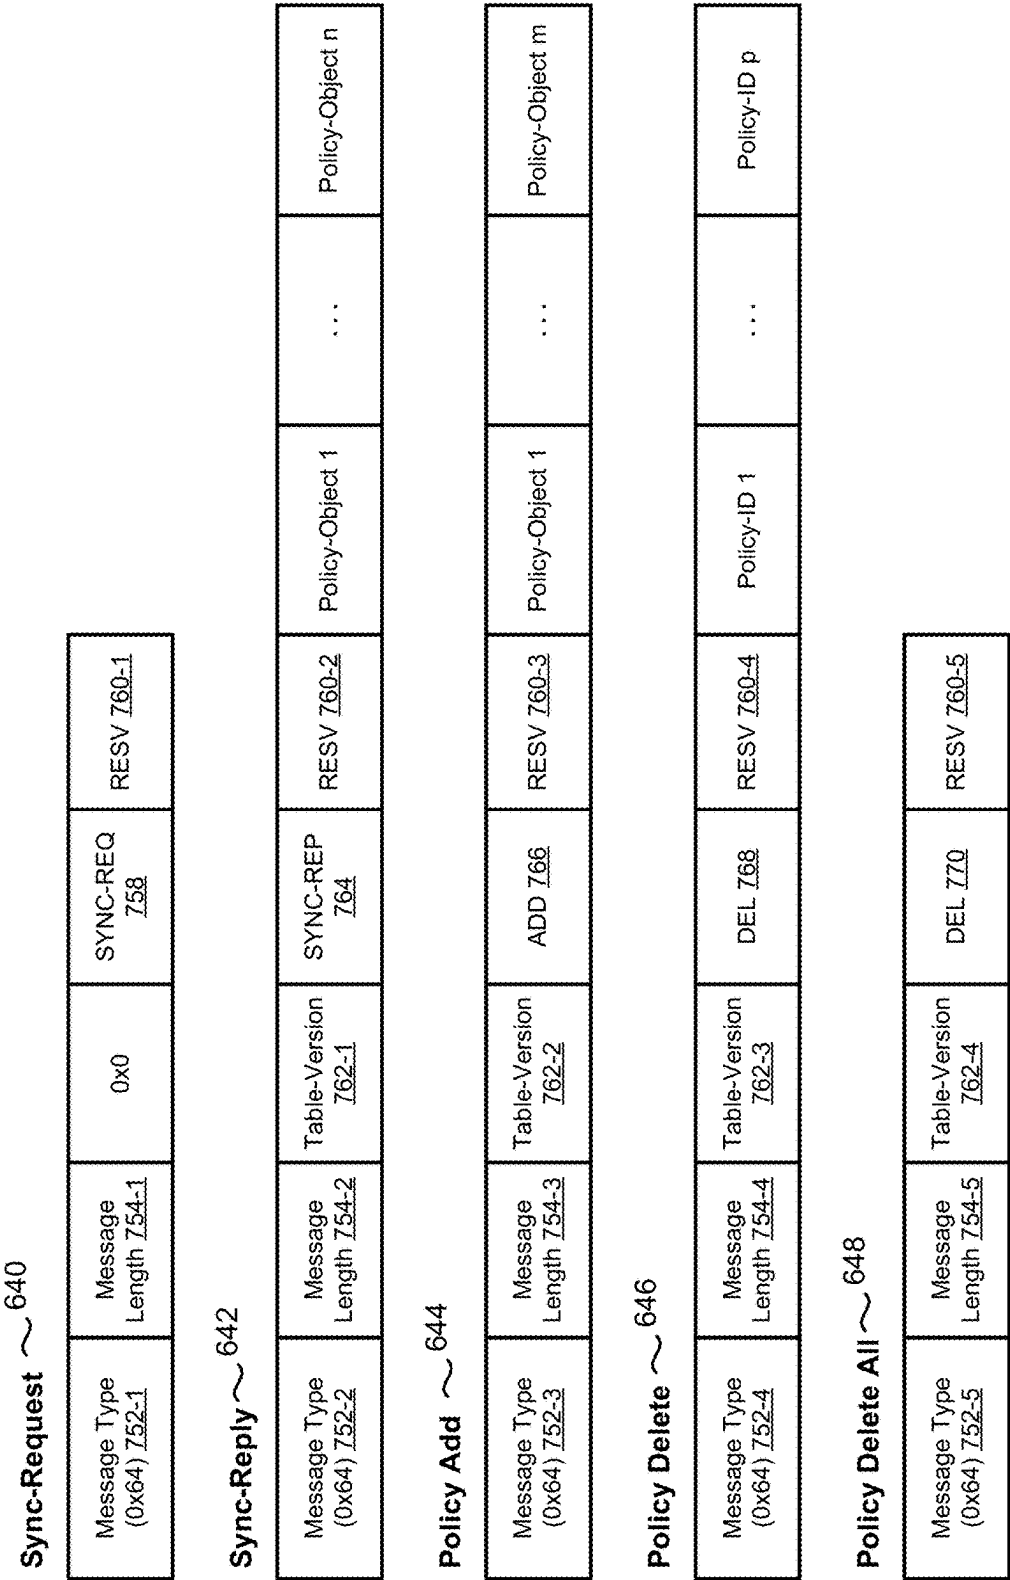 Sync-Request 640
Message Type
(0x64) 752-1
Message
Length 754-1
0x0
SYNC-REQ
758
RESV 760-1
Sync-Reply 642
Message Type
(0x64) 752-2
Message
Length 754-2
Table-Version
762-1
SYNC-REP
764
RESV 760-2
Policy-Object 1
...
Policy-Object n
Policy Add 644
Message Type
(0x64) 752-3
Message
Length 754-3
Table-Version
762-2
ADD 766
RESV 760-3
Policy-Object 1
...
Policy-Object m
Policy Delete 646
Message Type
(0x64) 752-4
Message
Length 754-4
Table-Version
762-3
DEL 768
RESV 760-4
Policy-ID 1
...
Policy-ID p
Policy Delete All 648
Message Type
(0x64) 752-5
Message
Length 754-5
Table-Version
762-4
DEL 770
RESV 760-5